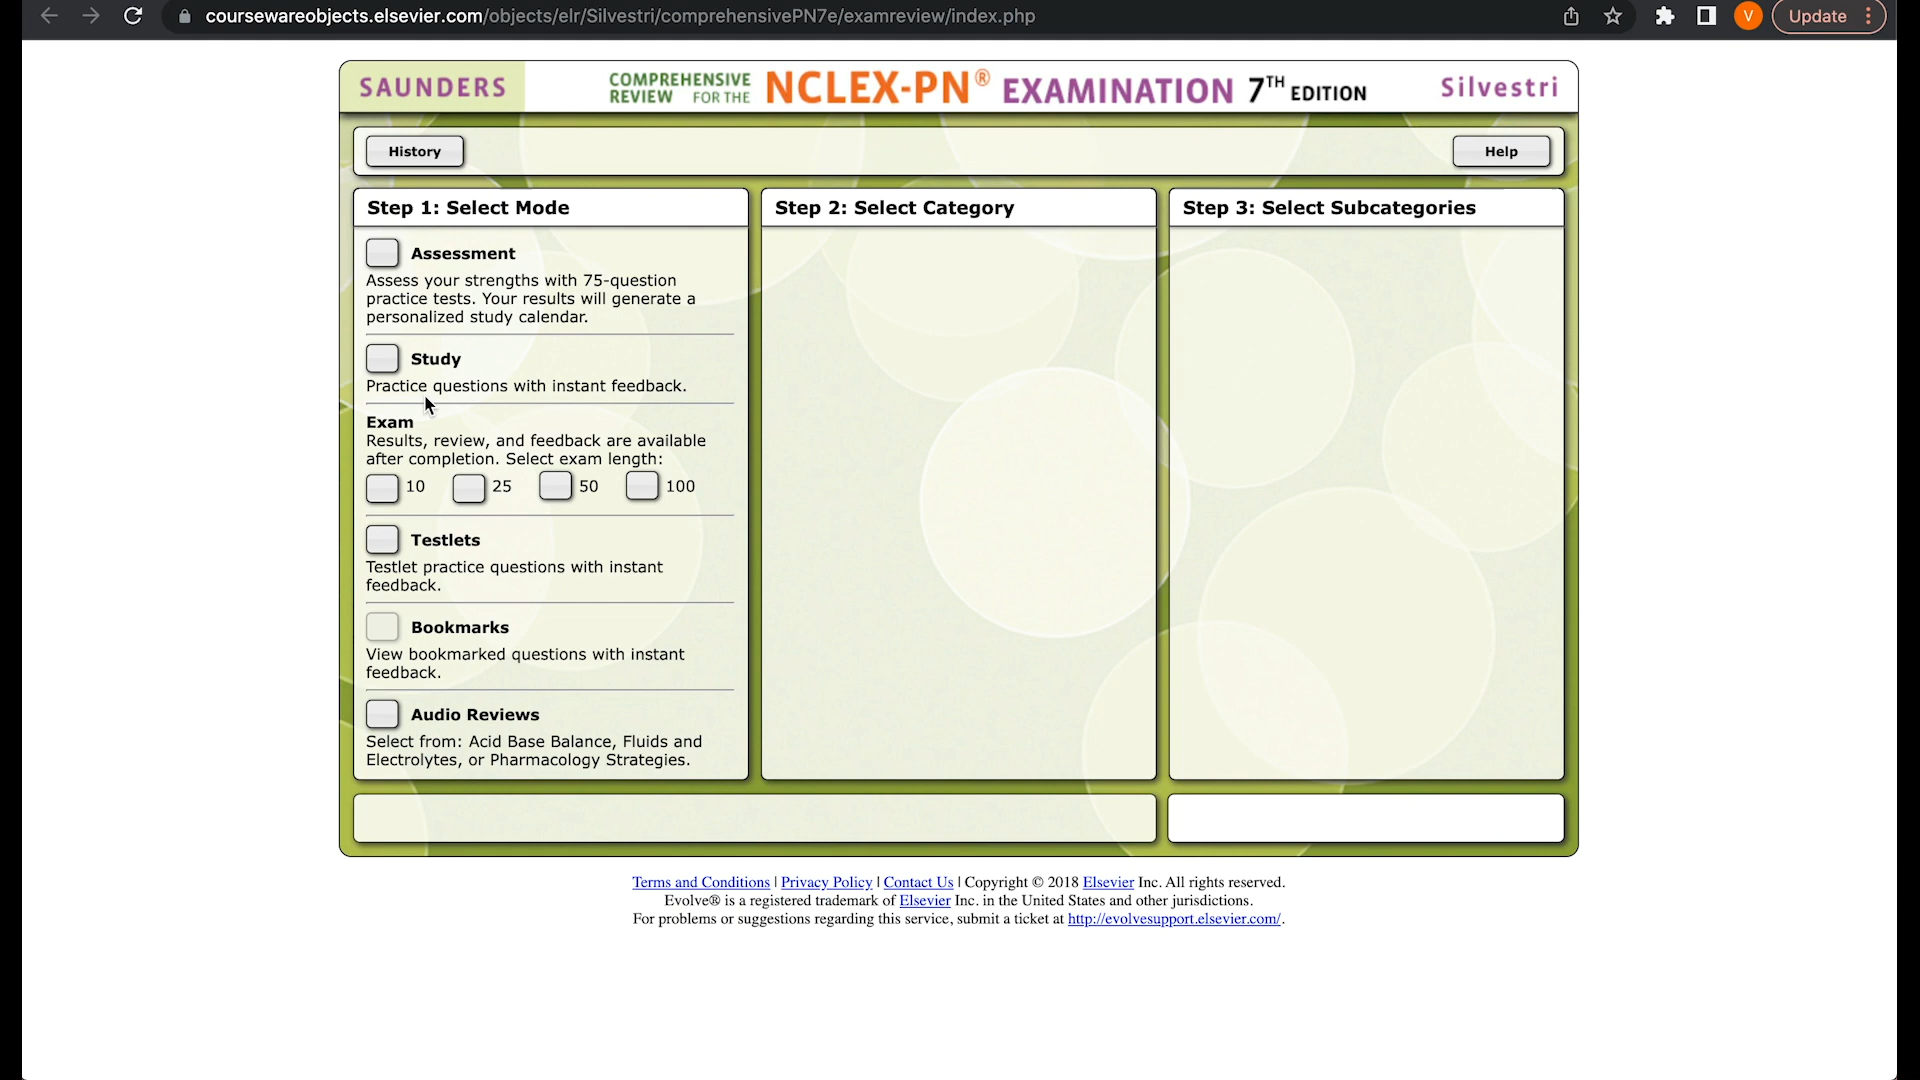 coursewareobjects.elsevier.com/objects/elr/Silvestri/comprehensivePN7e/examreview/index.php
V
Update
SAUNDERS
COMPREHENSIVE
REVIEW FOR THE
NCLEX-PN® EXAMINATION 7TH EDITION
Silvestri
History
Help
Step 1: Select Mode
Assessment
Assess your strengths with 75-question
practice tests. Your results will generate a
personalized study calendar.
Study
Practice questions with instant feedback.
Exam
Results, review, and feedback are available
after completion. Select exam length:
10 25 50 100
Testlets
Testlet practice questions with instant
feedback.
Bookmarks
View bookmarked questions with instant
feedback.
Audio Reviews
Select from: Acid Base Balance, Fluids and
Electrolytes, or Pharmacology Strategies.
Step 2: Select Category
Step 3: Select Subcategories
Terms and Conditions | Privacy Policy | Contact Us | Copyright © 2018 Elsevier Inc. All rights reserved.
Evolve® is a registered trademark of Elsevier Inc. in the United States and other jurisdictions.
For problems or suggestions regarding this service, submit a ticket at http://evolvesupport.elsevier.com/.